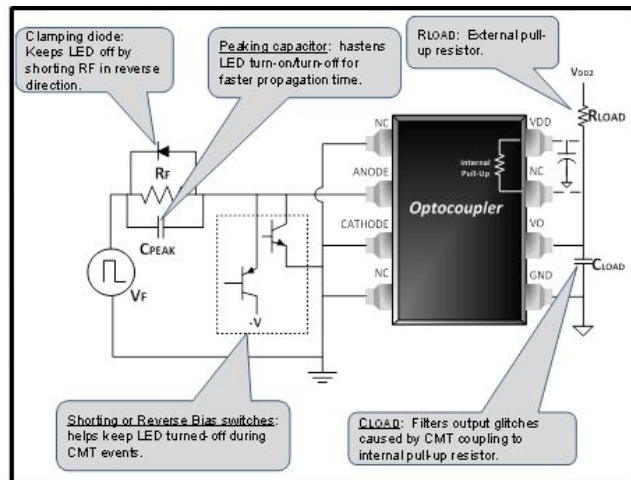 Clamping diode:
Keeps LED off by
shorting RF in reverse
direction.
Peaking capacitor: hastens
LED turn-on/turn-off for
faster propagation time.
RLOAD: External pull-
up resistor.
VDD2
RLOAD
NC
VDD
RF
ANODE
Internal
Pull-Up
NC
Optocoupler
CPEAK
CATHODE
VO
CLOAD
VF
NC
GND
-V
Shorting or Reverse Bias switches:
helps keep LED turned-off during
CMT events.
CLOAD: Filters output glitches
caused by CMT coupling to
internal pull-up resistor.